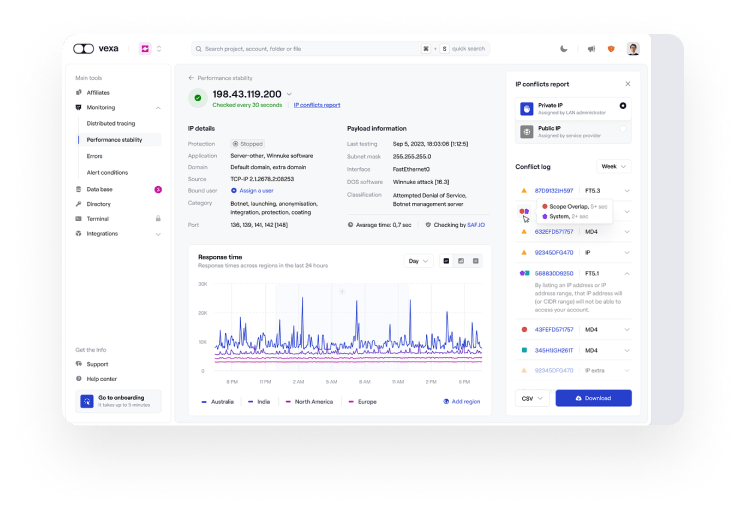 vexa
Search project, account, folder or file
⌘ + S quick search
Main tools
Affiliates
Monitoring
Distributed tracing
Performance stability
Errors
Alert conditions
Data base
Directory
Terminal
Integrations
Get the Info
Support
Help center
Go to onboarding
It takes up to 5 minutes
← Performance stability
198.43.119.200
Checked every 30 seconds
IP conflicts report
IP details
Protection Stopped
Application Server-other, Winnuke software
Domain Default domain, extra domain
Source TCP-IP 2.1.2678.2:08253
Bound user Assign a user
Category Botnet, launching, anonymisation,
integration, protection, coating
Port 136, 139, 141, 142 [148]
Payload information
Last testing Sep 5, 2023, 18:03:06 [1:12:5]
Subnet mask 255.255.255.0
Interface FastEthernet0
DOS software Winnuke attack [16.3]
Classification Attempted Denial of Service,
Botnet management server
Average time: 0,7 sec
Checking by SAF.IO
Response time
Response times across regions in the last 24 hours
Day
30K
20K
10K
0
8 PM 11 PM 2 AM 5 AM 8 AM 11 AM 2 PM 5 PM
Australia India North America Europe
Add region
IP conflicts report
Private IP
Assigned by LAN administrator
Public IP
Assigned by service provider
Conflict log
Week
87D9132IH597 FT5.3
Scope Overlap, 5+ sec
System, 2+ sec
632EFD571757 MD4
92345DFG470 IP
568830D9250 FT5.1
By listing an IP address or IP
address range, that IP address will
(or CIDR range) will not be able to
access your account.
43FEFD571757 MD4
345H5GH261T MD4
92345DFG470 IP extra
CSV
Download